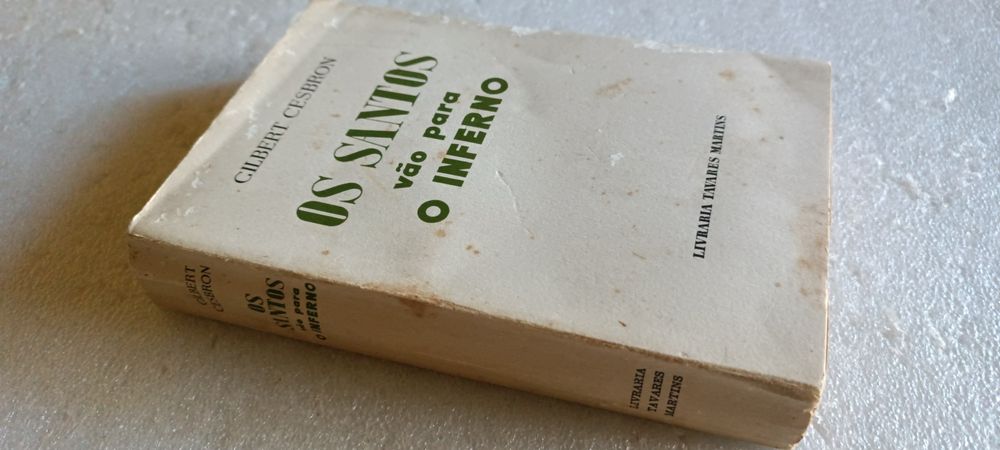 GILBERT CESBRON
OS SANTOS
vão para
O INFERNO
LIVRARIA TAVARES MARTINS
GILBERT
CESBRON
OS
SANTOS
vão para
O INFERNO
LIVRARIA
TAVARES
MARTINS